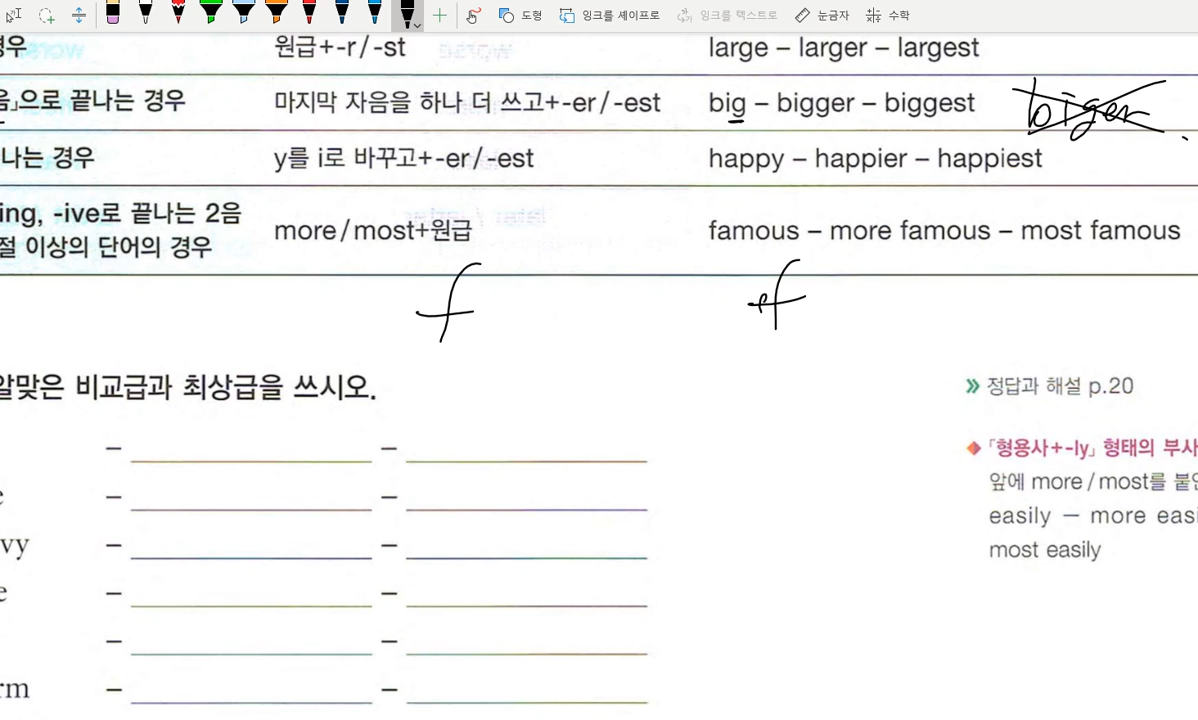 도형 잉크를 셰이프로 잉크를 텍스트로 눈금자 수학
경우 원급+-r/-st large – larger – largest
음」으로 끝나는 경우 마지막 자음을 하나 더 쓰고+-er/-est big – bigger – biggest biger
나는 경우 y를 i로 바꾸고+-er/-est happy – happier – happiest
ing, -ive로 끝나는 2음
절 이상의 단어의 경우 more/most+원급 famous – more famous – most famous
f f
알맞은 비교급과 최상급을 쓰시오.
» 정답과 해설 p.20
– –
「형용사+-ly」 형태의 부사
e – –
앞에 more/most를 붙인
easily – more easi
vy – –
most easily
e – –
– –
rm – –